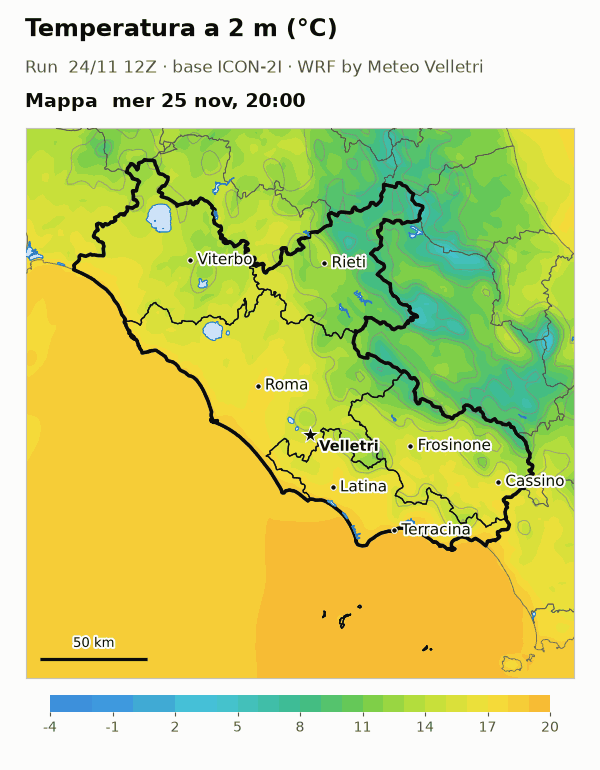 Temperatura a 2 m (°C)
Run  24/11 12Z · base ICON-2I · WRF by Meteo Velletri
Mappa  mer 25 nov, 20:00
Viterbo
Rieti
Roma
Velletri
Frosinone
Latina
Cassino
Terracina
50 km
-4 -1 2 5 8 11 14 17 20